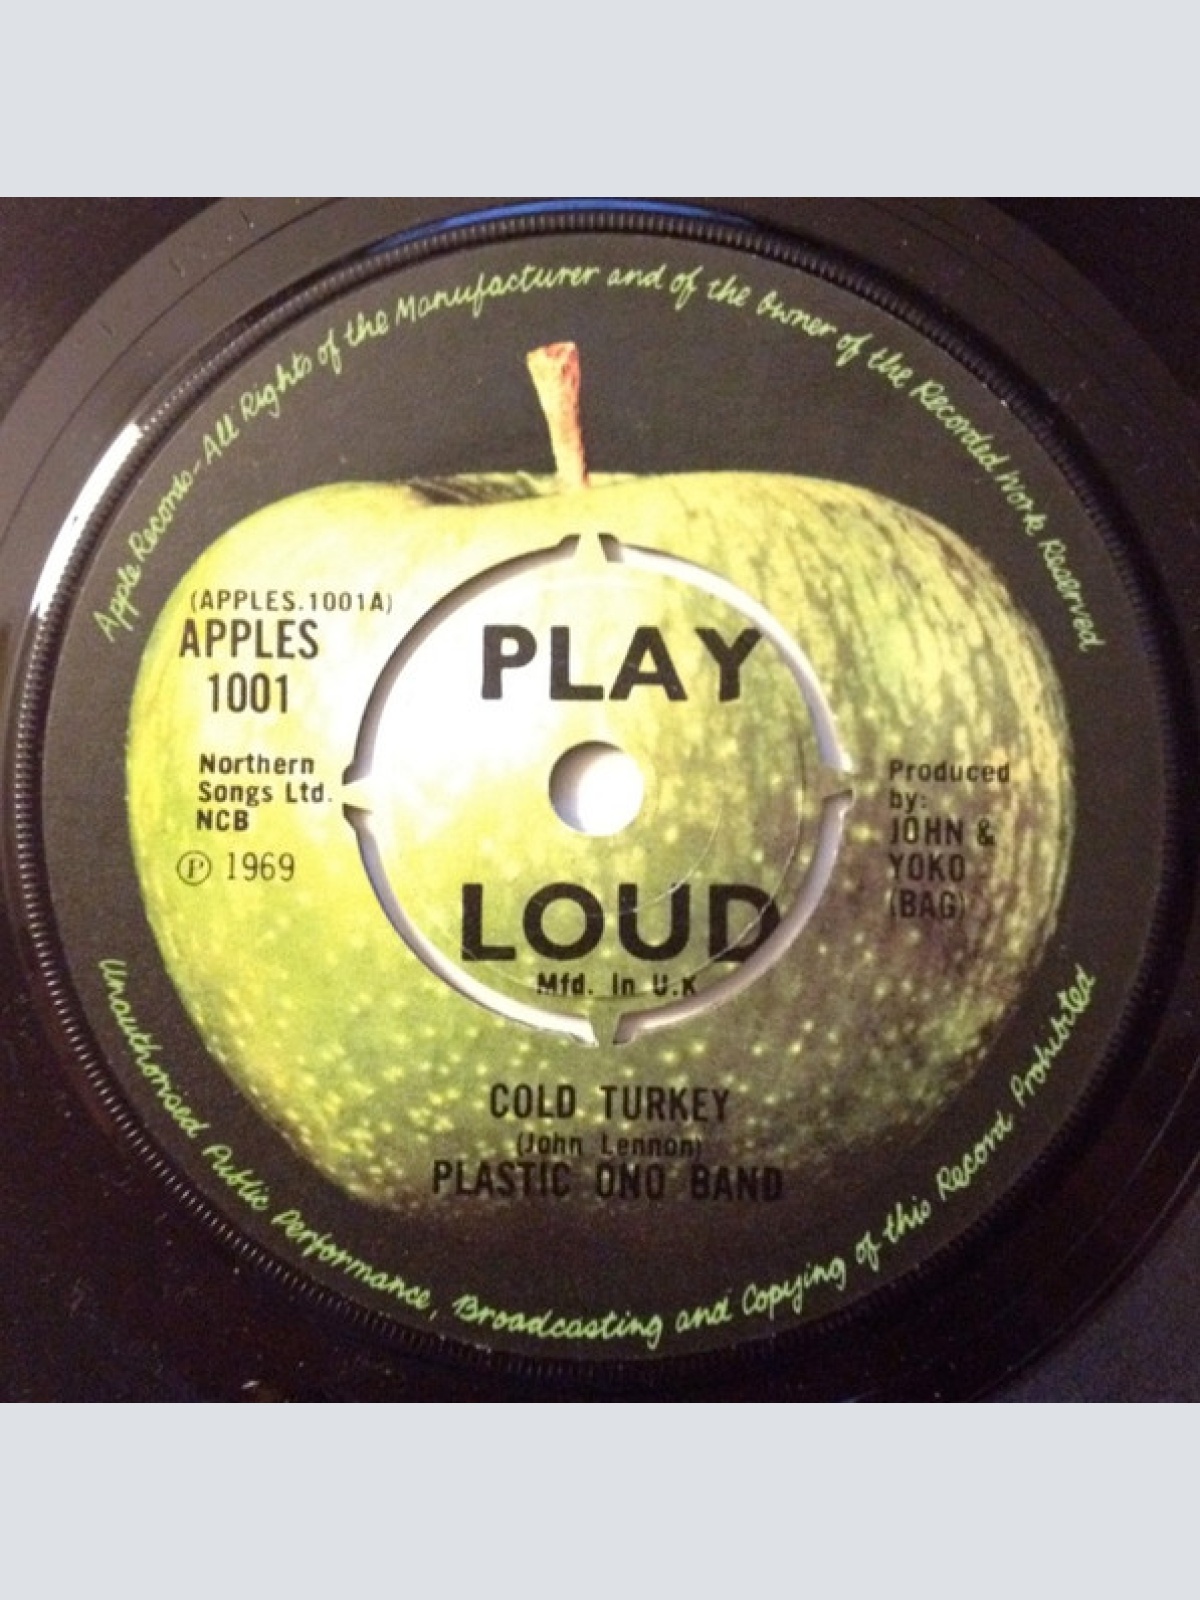 Apple Records - All Rights of the Manufacturer and of the Owner of the Recorded Work Reserved
(APPLES.1001A)
APPLES
1001
PLAY
Northern
Songs Ltd.
NCB
Ⓟ 1969
Produced
by:
JOHN &
YOKO
(BAG)
LOUD
Mfd. In U.K
COLD TURKEY
(John Lennon)
PLASTIC ONO BAND
Unauthorised Public Performance, Broadcasting and Copying of this Record Prohibited